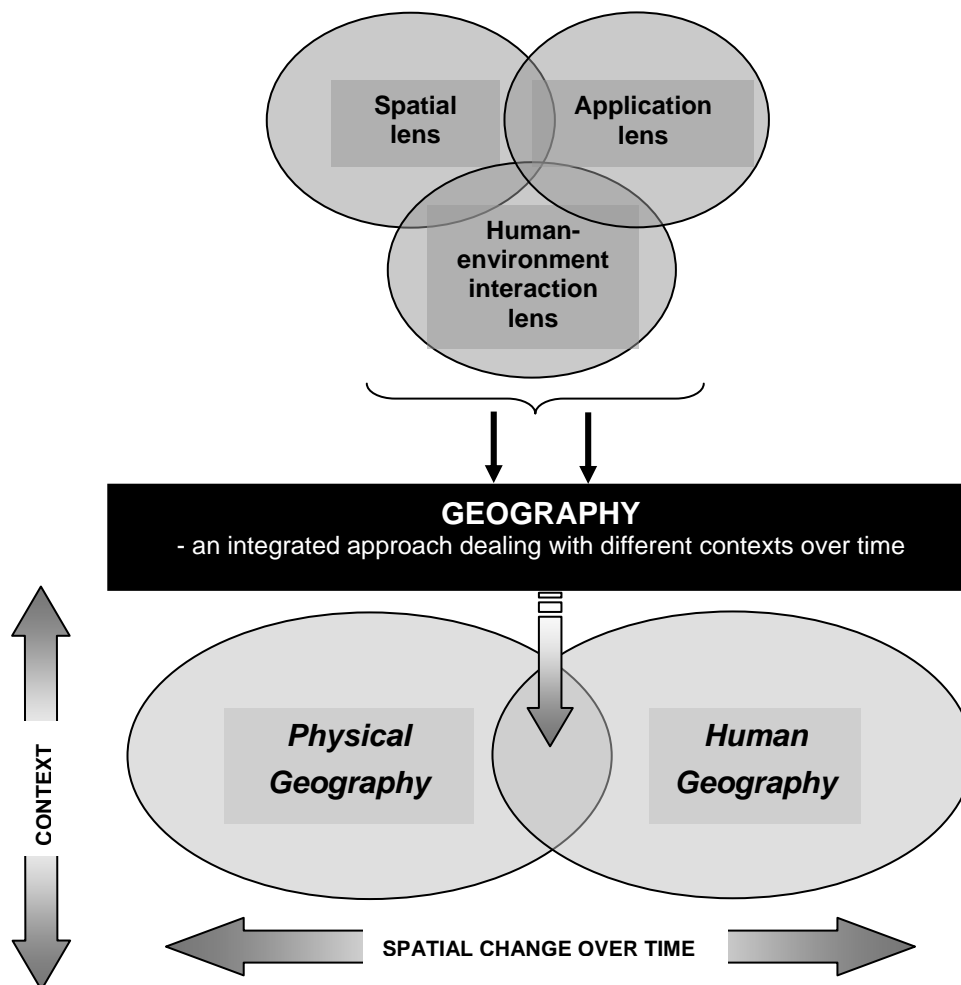 Spatial
lens
Application
lens
Human-
environment
interaction
lens
GEOGRAPHY
- an integrated approach dealing with different contexts over time
Physical
Geography
Human
Geography
CONTEXT
SPATIAL CHANGE OVER TIME